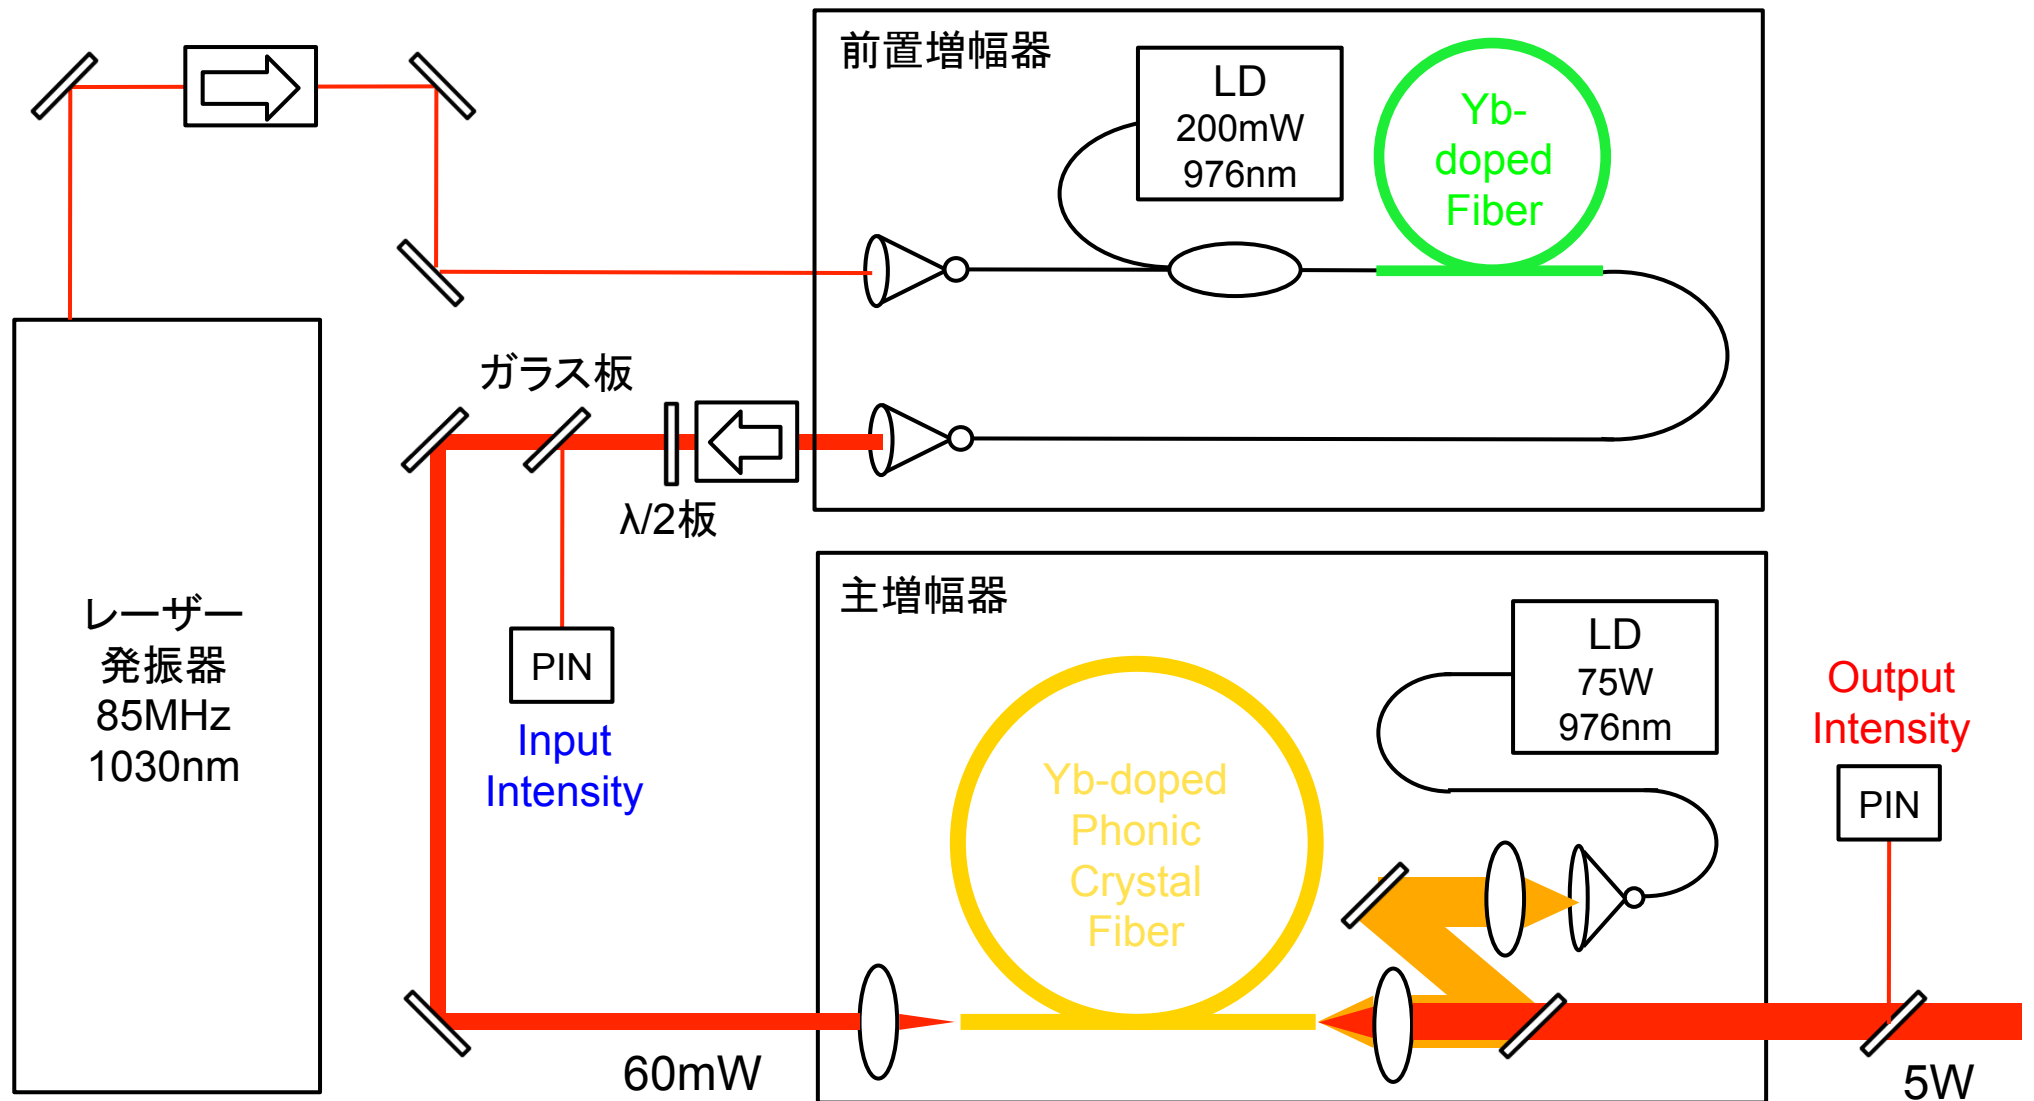 前置増幅器
LD
200mW
976nm
Yb-
doped
Fiber
ガラス板
λ/2板
レーザー
発振器
85MHz
1030nm
PIN
Input
Intensity
主増幅器
LD
75W
976nm
Yb-doped
Phonic
Crystal
Fiber
Output
Intensity
PIN
60mW
5W